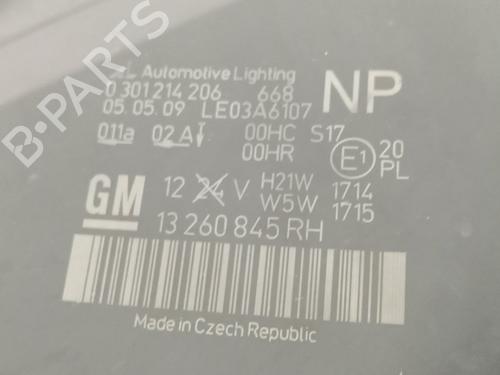 B-PARTS
AL Automotive Lighting
0 301 214 206 668
NP
05.05.09 LE03A6107
011a 02A 00HC S17
00HR
E1 20 PL
GM 12 24 V H21W 1714
W5W 1715
13 260 845 RH
Made in Czech Republic